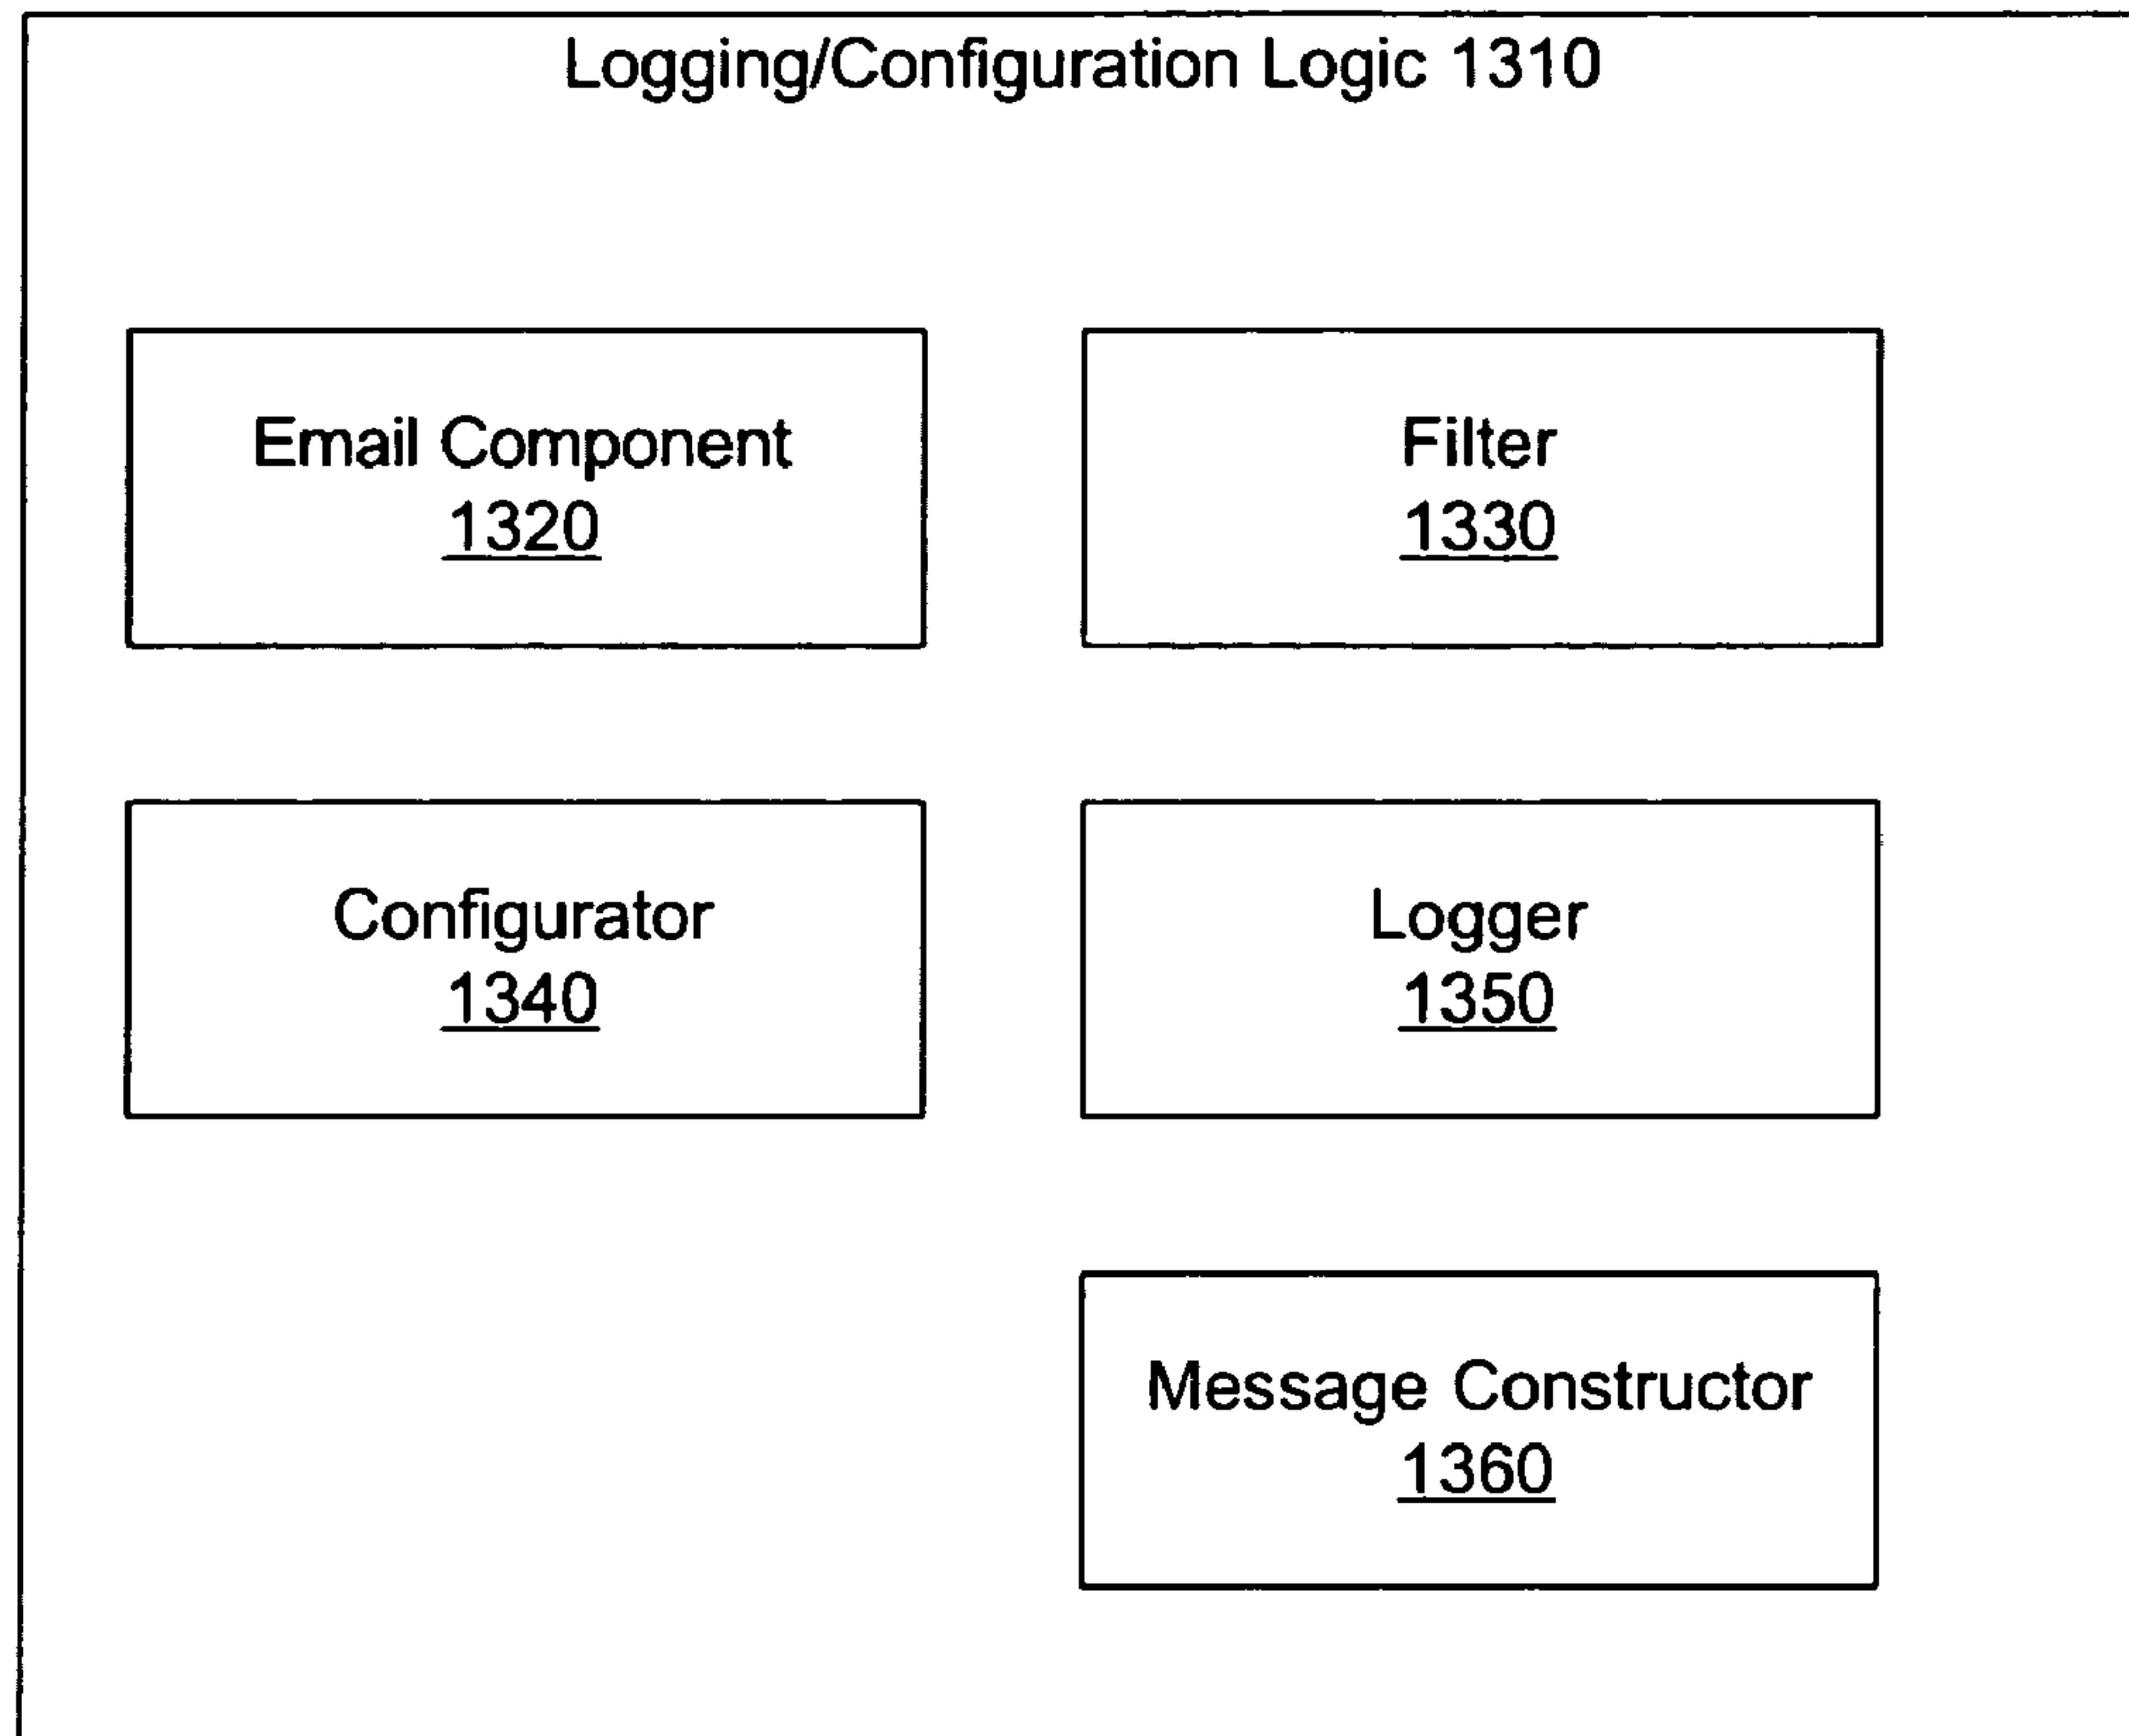 Logging/Configuration Logic 1310
Email Component
1320
Filter
1330
Configurator
1340
Logger
1350
Message Constructor
1360